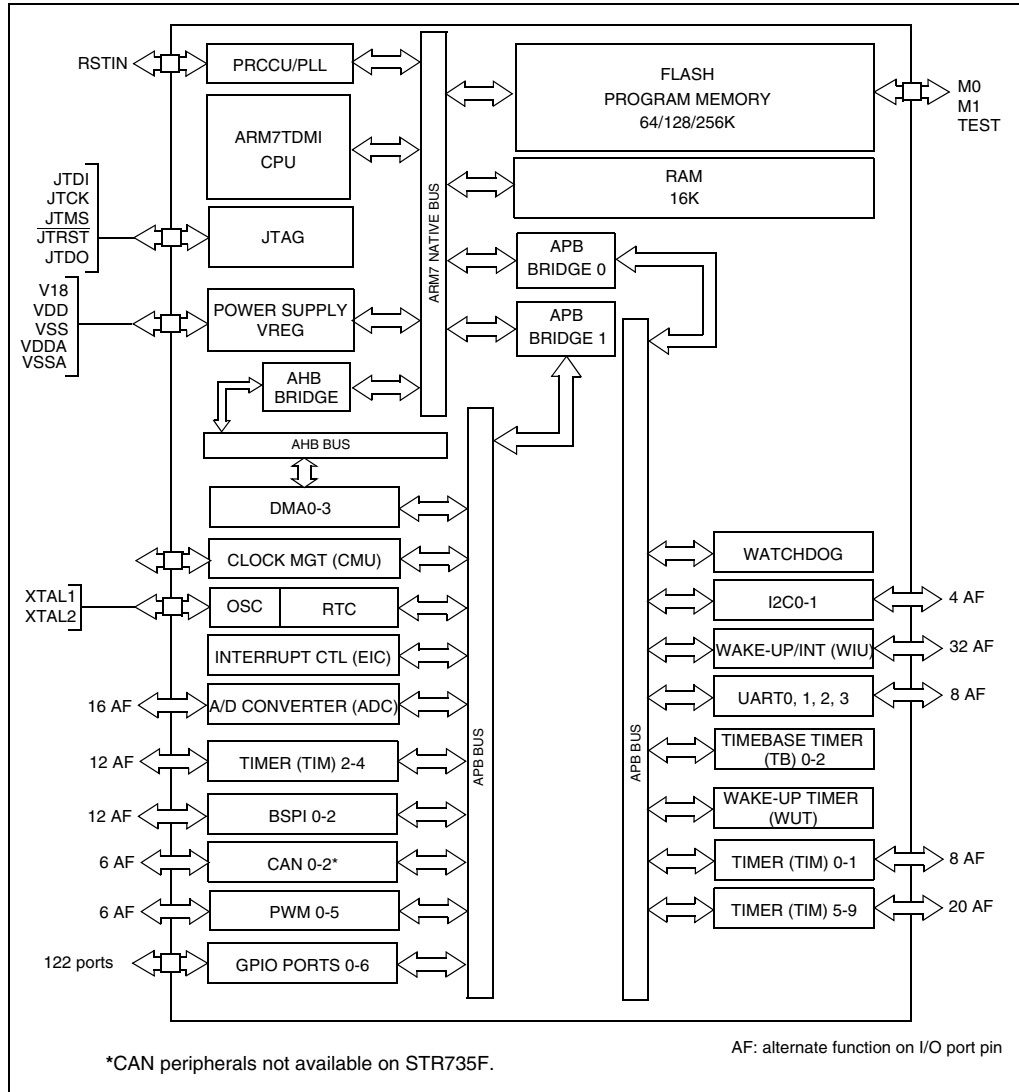 RSTIN
PRCCU/PLL
FLASH
PROGRAM MEMORY
64/128/256K
M0
M1
TEST
ARM7TDMI
CPU
RAM
16K
JTDI
JTCK
JTMS
JTRST
JTDO
JTAG
ARM7 NATIVE BUS
APB
BRIDGE 0
V18
VDD
VSS
VDDA
VSSA
POWER SUPPLY
VREG
APB
BRIDGE 1
AHB
BRIDGE
AHB BUS
DMA0-3
CLOCK MGT (CMU)
XTAL1
XTAL2
OSC
RTC
INTERRUPT CTL (EIC)
16 AF
A/D CONVERTER (ADC)
12 AF
TIMER (TIM) 2-4
12 AF
BSPI 0-2
6 AF
CAN 0-2*
6 AF
PWM 0-5
122 ports
GPIO PORTS 0-6
APB BUS
APB BUS
WATCHDOG
I2C0-1
4 AF
WAKE-UP/INT (WIU)
32 AF
UART0, 1, 2, 3
8 AF
TIMEBASE TIMER
(TB) 0-2
WAKE-UP TIMER
(WUT)
TIMER (TIM) 0-1
8 AF
TIMER (TIM) 5-9
20 AF
*CAN peripherals not available on STR735F.
AF: alternate function on I/O port pin